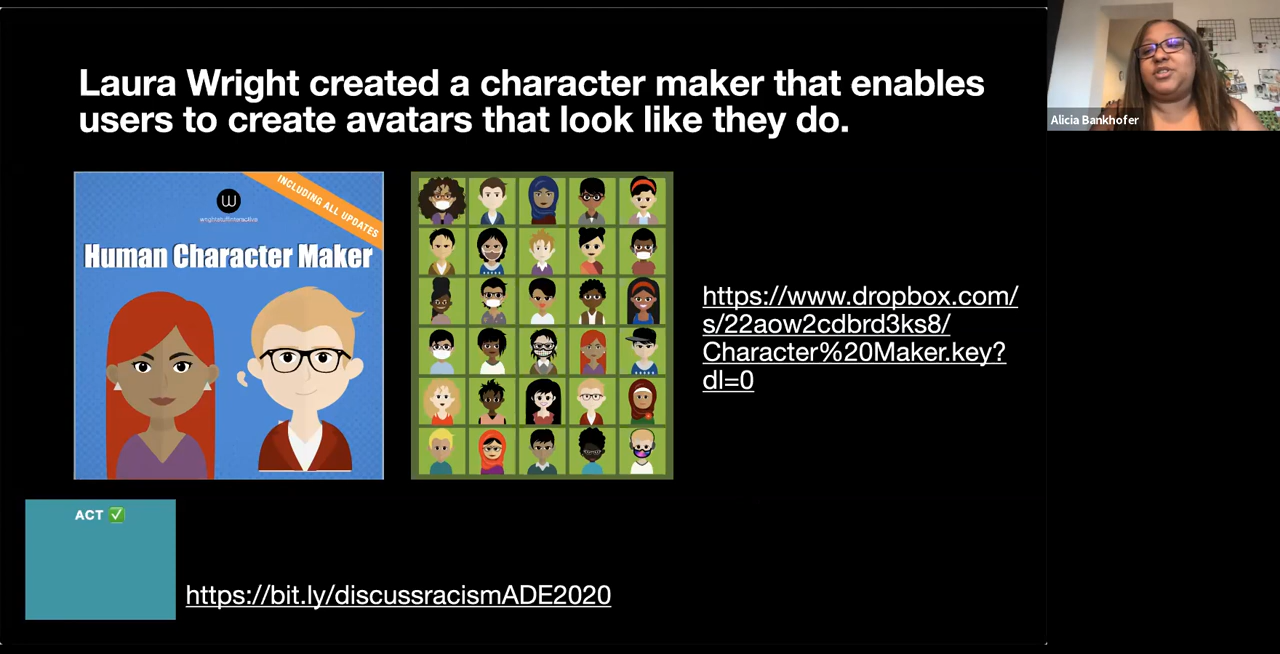 Laura Wright created a character maker that enables
users to create avatars that look like they do.
Alicia Bankhofer
INCLUDING ALL UPDATES
wrightstuffinteractive
Human Character Maker
https://www.dropbox.com/
s/22aow2cdbrd3ks8/
Character%20Maker.key?
dl=0
ACT ✅
https://bit.ly/discussracismADE2020